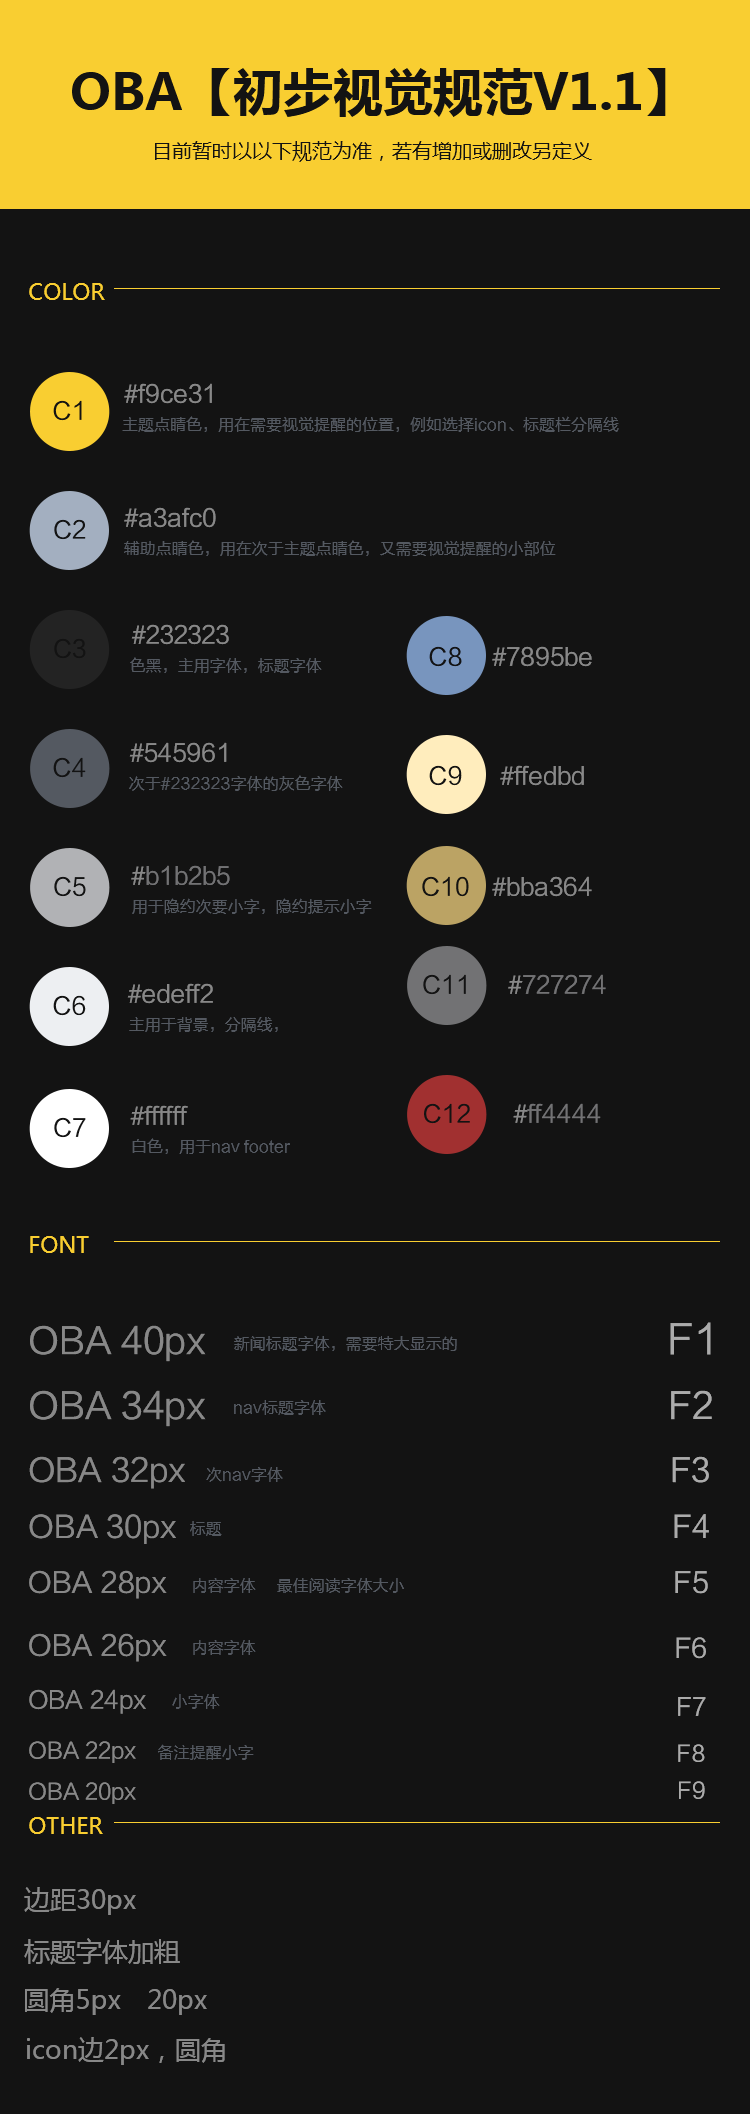 OBA【初步视觉规范V1.1】
目前暂时以以下规范为准，若有增加或删改另定义
COLOR
C1
#f9ce31
主题点睛色，用在需要视觉提醒的位置，例如选择icon、标题栏分隔线
C2
#a3afc0
辅助点睛色，用在次于主题点睛色，又需要视觉提醒的小部位
C3
#232323
色黑，主用字体，标题字体
C8
#7895be
C4
#545961
次于#232323字体的灰色字体
C9
#ffedbd
C5
#b1b2b5
用于隐约次要小字，隐约提示小字
C10
#bba364
C6
#edeff2
主用于背景，分隔线，
C11
#727274
C7
#ffffff
白色，用于nav footer
C12
#ff4444
FONT
OBA 40px 新闻标题字体，需要特大显示的 F1
OBA 34px nav标题字体 F2
OBA 32px 次nav字体 F3
OBA 30px 标题 F4
OBA 28px 内容字体 最佳阅读字体大小 F5
OBA 26px 内容字体 F6
OBA 24px 小字体 F7
OBA 22px 备注提醒小字 F8
OBA 20px F9
OTHER
边距30px
标题字体加粗
圆角5px 20px
icon边2px，圆角